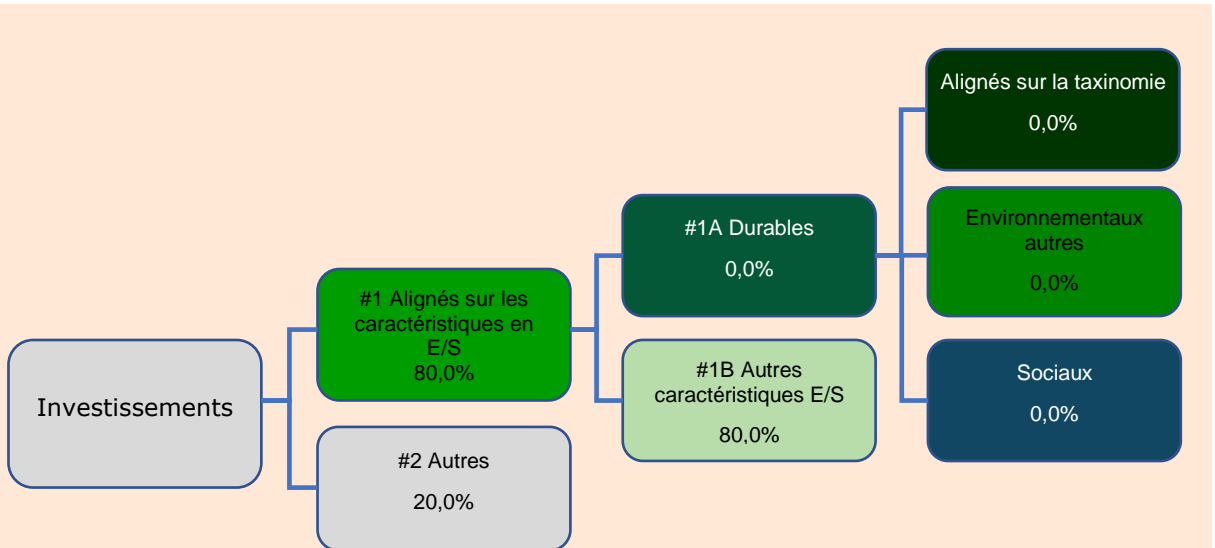 Investissements
#1 Alignés sur les
caractéristiques en
E/S
80,0%
#2 Autres
20,0%
#1A Durables
0,0%
#1B Autres
caractéristiques E/S
80,0%
Alignés sur la taxinomie
0,0%
Environnementaux
autres
0,0%
Sociaux
0,0%